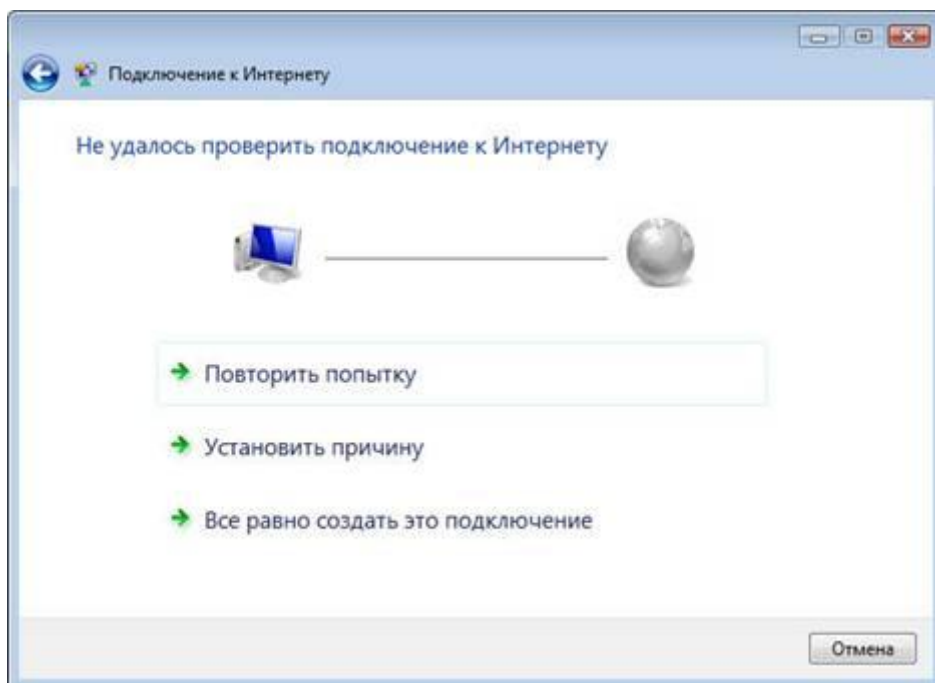 Подключение к Интернету
Не удалось проверить подключение к Интернету
Повторить попытку
Установить причину
Все равно создать это подключение
Отмена